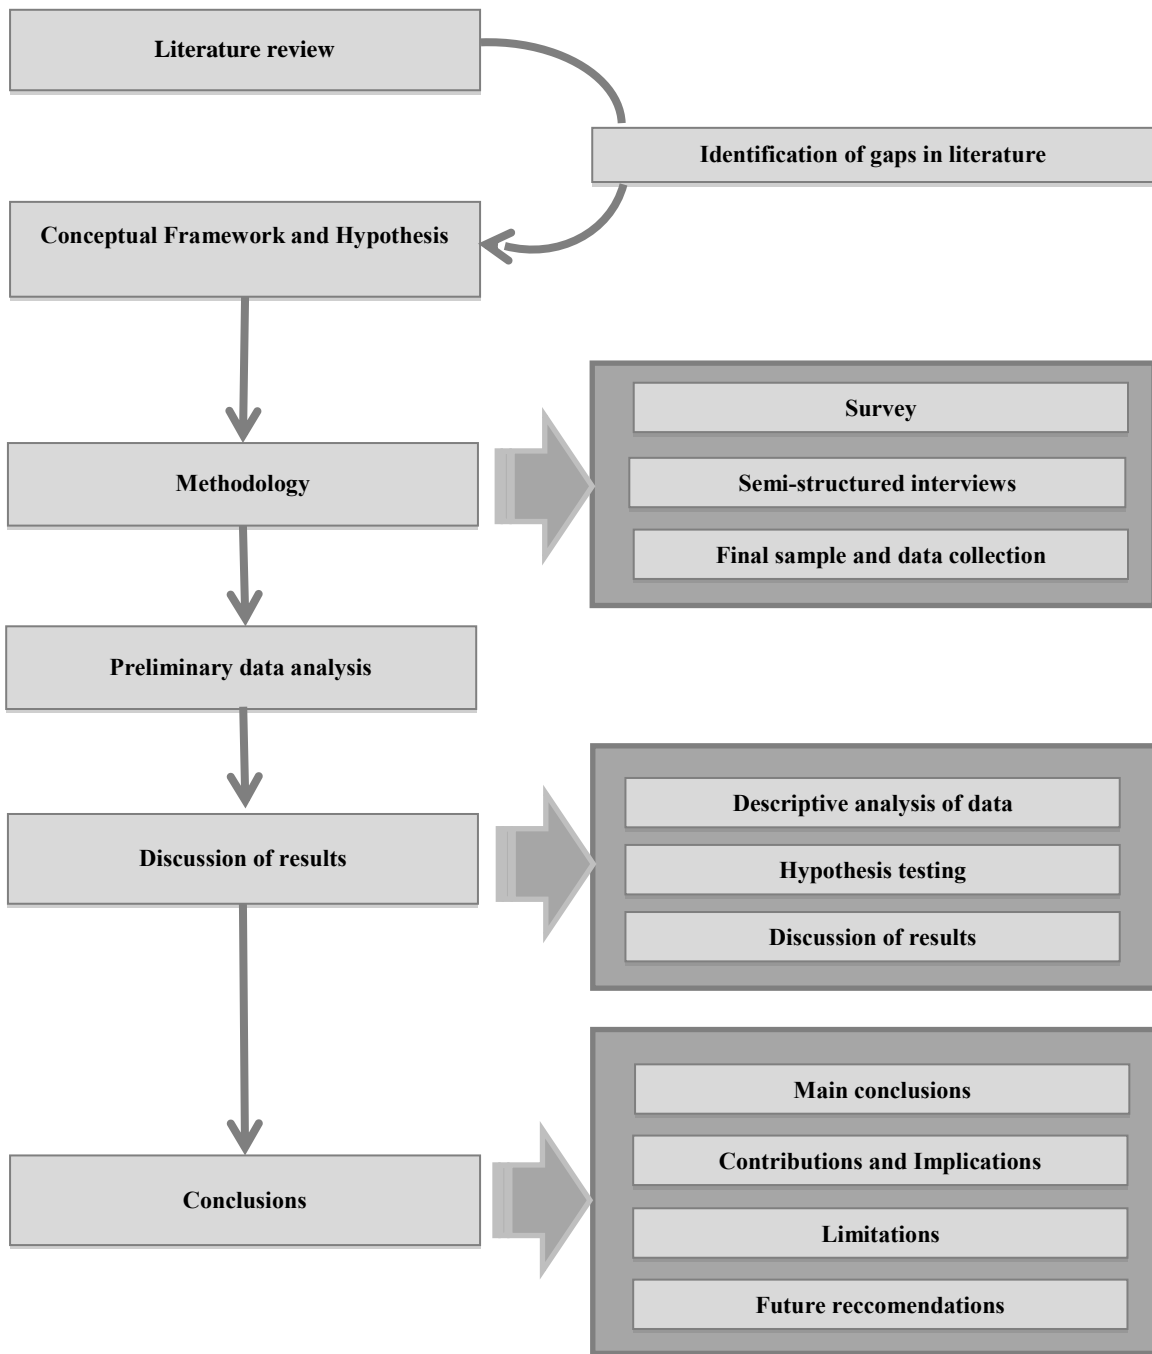 Literature review
Identification of gaps in literature
Conceptual Framework and Hypothesis
Methodology
Survey
Semi-structured interviews
Final sample and data collection
Preliminary data analysis
Discussion of results
Descriptive analysis of data
Hypothesis testing
Discussion of results
Conclusions
Main conclusions
Contributions and Implications
Limitations
Future reccomendations